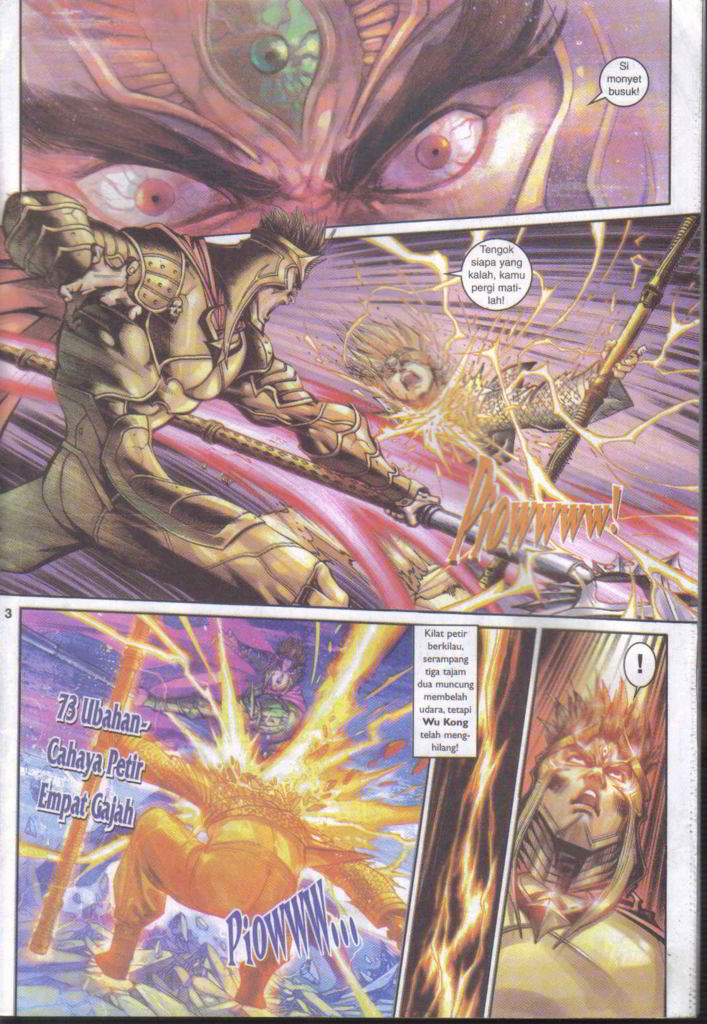 Si
monyet
busuk!
Tengok
siapa yang
kalah, kamu
pergi mati-
lah!
Piowwww!
3
73 Ubahan-
Cahaya Petir
Empat Gajah
Kilat petir
berkilau,
serampang
tiga tajam
dua muncung
membelah
udara, tetapi
Wu Kong
telah meng-
hilang!
!
Piowww...